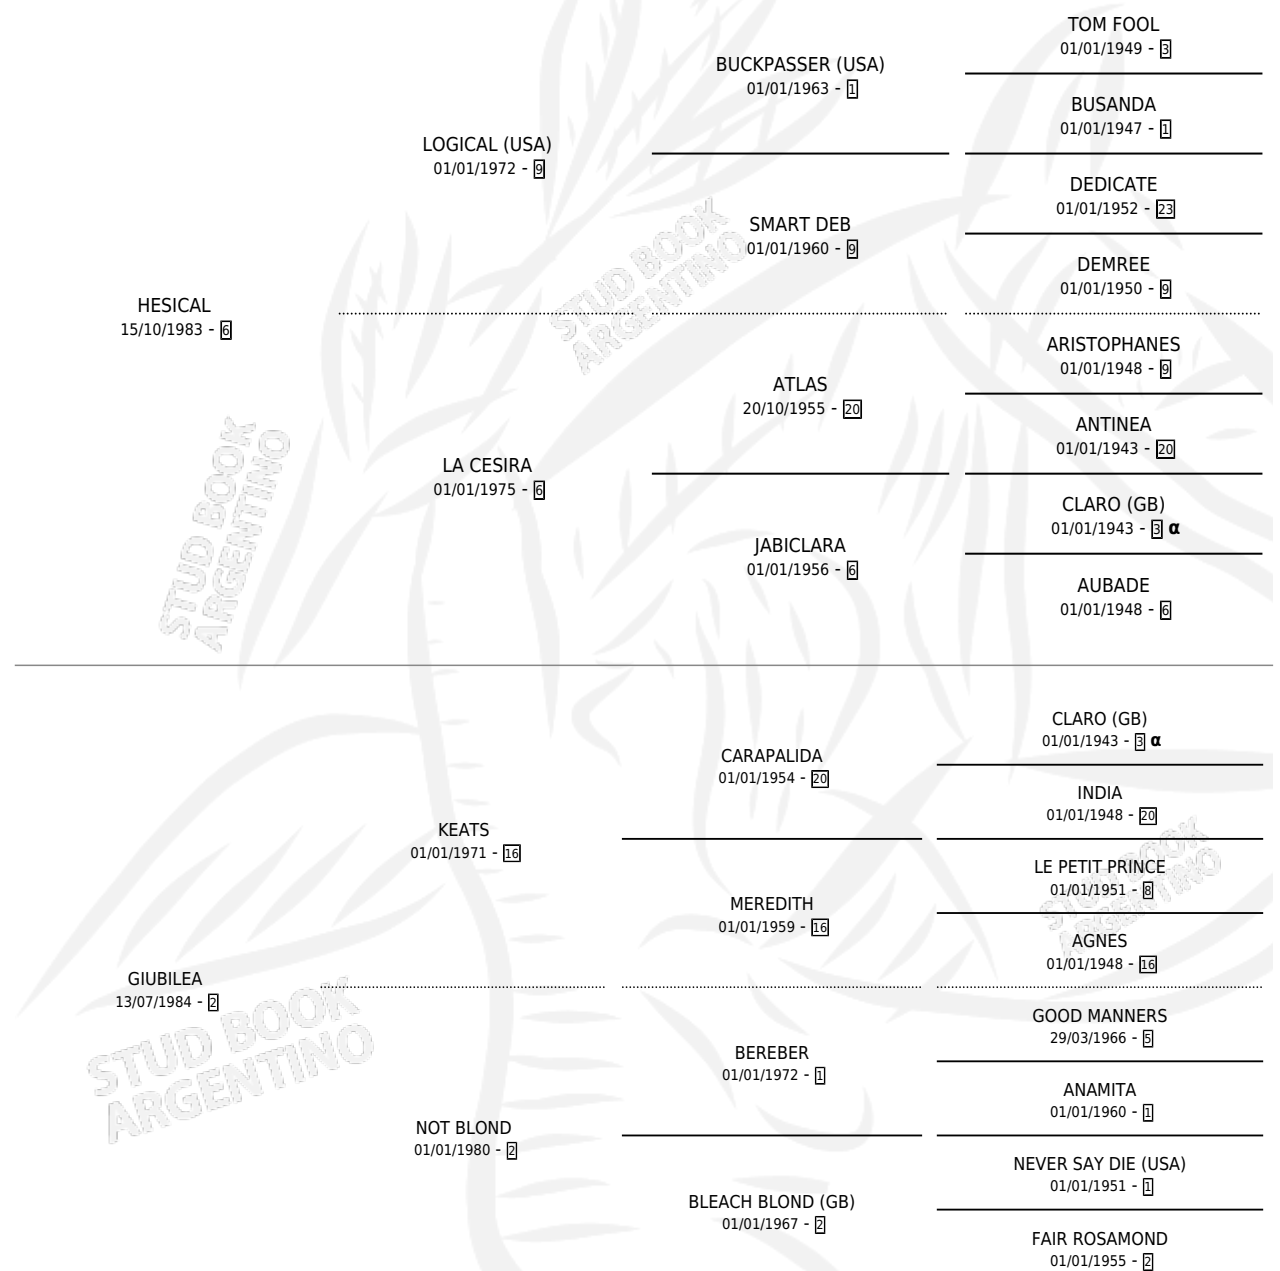 TOM FOOL
01/01/1949 - 3
BUCKPASSER (USA)
01/01/1963 - 1
BUSANDA
01/01/1947 - 1
LOGICAL (USA)
01/01/1972 - 9
DEDICATE
01/01/1952 - 23
SMART DEB
01/01/1960 - 9
DEMREE
01/01/1950 - 9
HESICAL
15/10/1983 - 6
STUD BOOK
ARGENTINO
ARISTOPHANES
01/01/1948 - 9
ATLAS
20/10/1955 - 20
ANTINEA
01/01/1943 - 20
LA CESIRA
01/01/1975 - 6
CLARO (GB)
01/01/1943 - 3 α
JABICLARA
01/01/1956 - 6
AUBADE
01/01/1948 - 6
STUD BOOK
ARGENTINO
CLARO (GB)
01/01/1943 - 3 α
CARAPALIDA
01/01/1954 - 20
INDIA
01/01/1948 - 20
KEATS
01/01/1971 - 16
LE PETIT PRINCE
01/01/1951 - 8
MEREDITH
01/01/1959 - 16
AGNES
01/01/1948 - 16
STUD BOOK
ARGENTINO
GIUBILEA
13/07/1984 - 2
GOOD MANNERS
29/03/1966 - 5
BEREBER
01/01/1972 - 1
ANAMITA
01/01/1960 - 1
STUD BOOK
ARGENTINO
NOT BLOND
01/01/1980 - 2
NEVER SAY DIE (USA)
01/01/1951 - 1
BLEACH BLOND (GB)
01/01/1967 - 2
FAIR ROSAMOND
01/01/1955 - 2